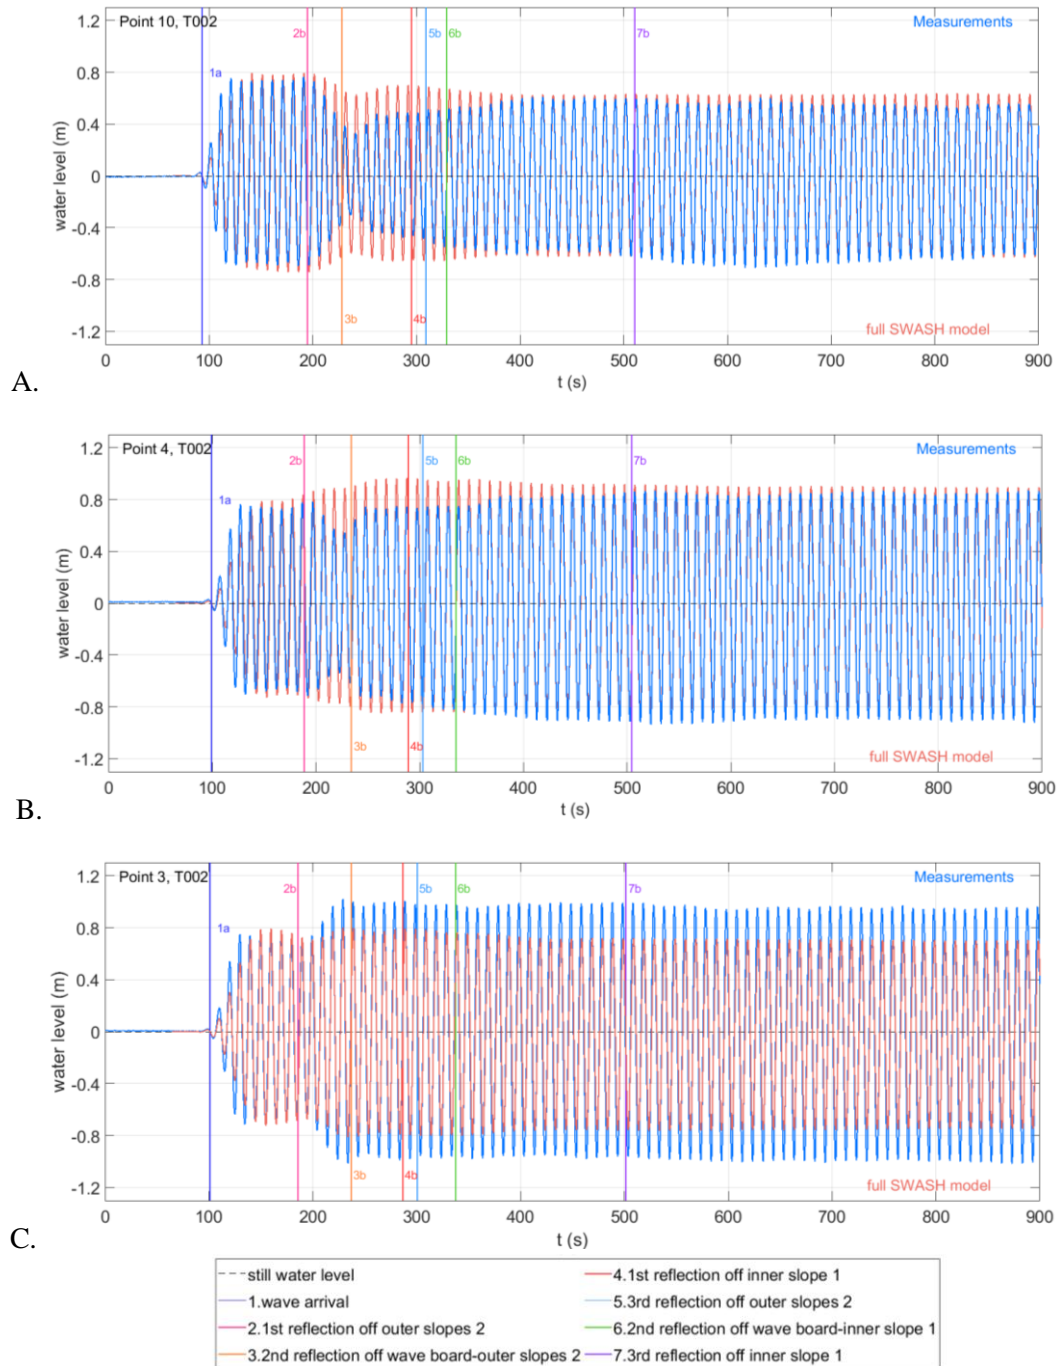 Point 10, T002
Measurements
1a
2b
3b
4b
5b
6b
7b
full SWASH model
water level (m)
1.2
0.8
0.4
0
-0.4
-0.8
-1.2
0 100 200 300 400 500 600 700 800 900
t (s)
A.
Point 4, T002
Measurements
1a
2b
3b
4b
5b
6b
7b
full SWASH model
water level (m)
1.2
0.8
0.4
0
-0.4
-0.8
-1.2
0 100 200 300 400 500 600 700 800 900
t (s)
B.
Point 3, T002
Measurements
1a
2b
3b
4b
5b
6b
7b
full SWASH model
water level (m)
1.2
0.8
0.4
0
-0.4
-0.8
-1.2
0 100 200 300 400 500 600 700 800 900
t (s)
C.
still water level
1.wave arrival
2.1st reflection off outer slopes 2
3.2nd reflection off wave board-outer slopes 2
4.1st reflection off inner slope 1
5.3rd reflection off outer slopes 2
6.2nd reflection off wave board-inner slope 1
7.3rd reflection off inner slope 1